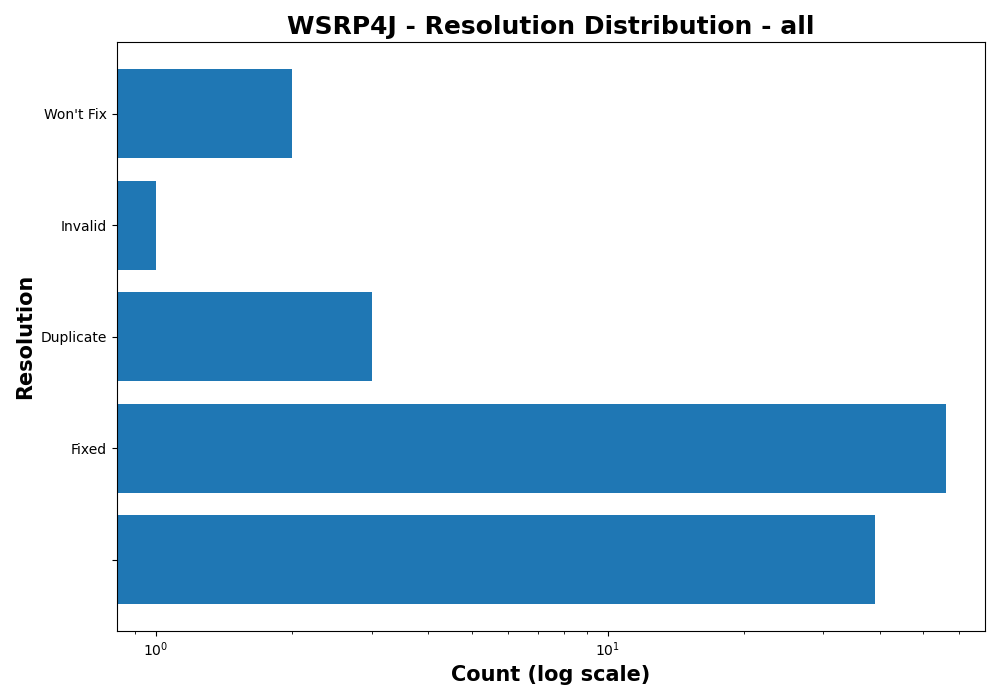 WSRP4J - Resolution Distribution - all
Won't Fix
Invalid
Duplicate
Fixed
Resolution
10⁰
10¹
Count (log scale)